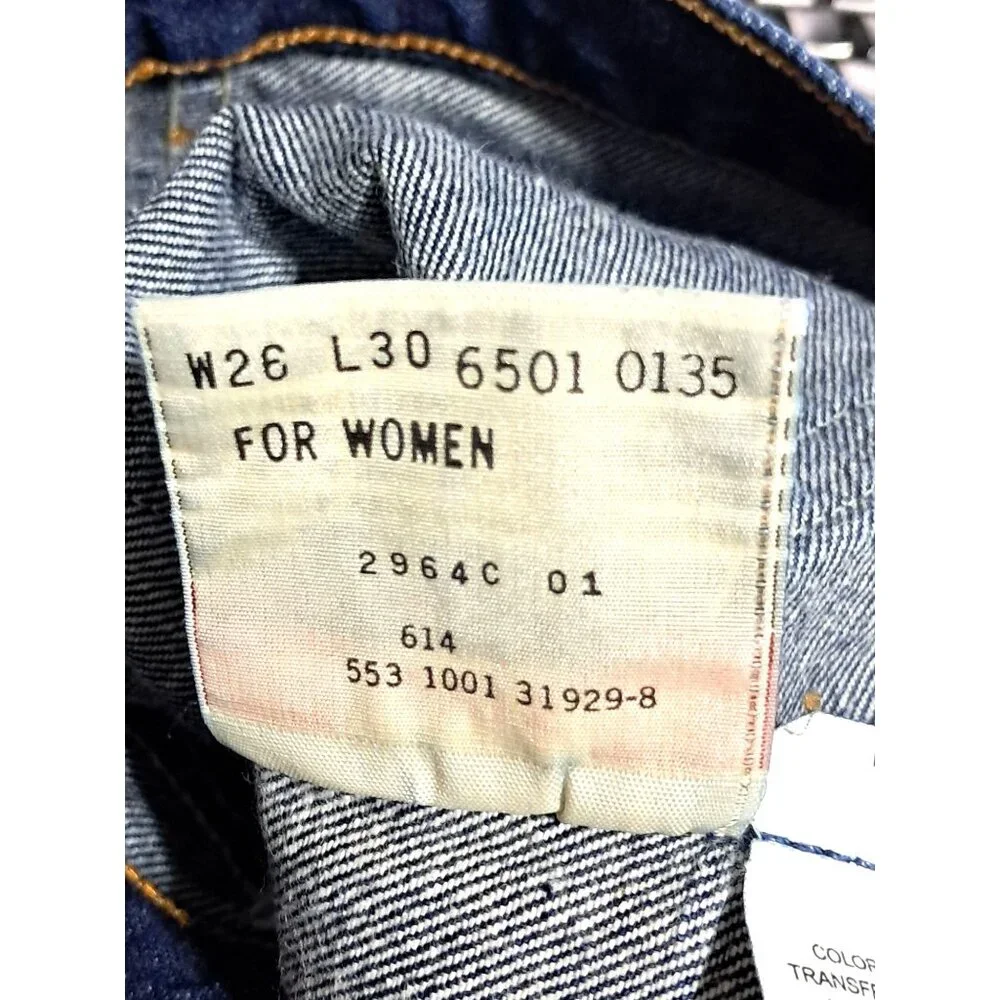 W26 L30 6501 0135
FOR WOMEN
2964C 01
614
553 1001 31929-8
COLOR
TRANSF